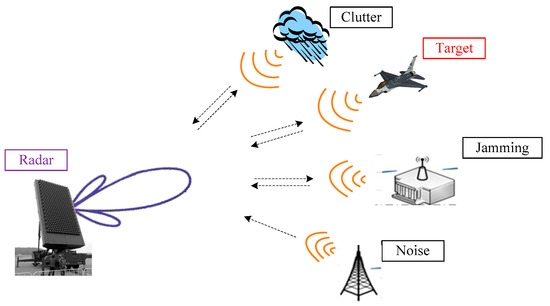 Clutter
Target
Jamming
Radar
Noise